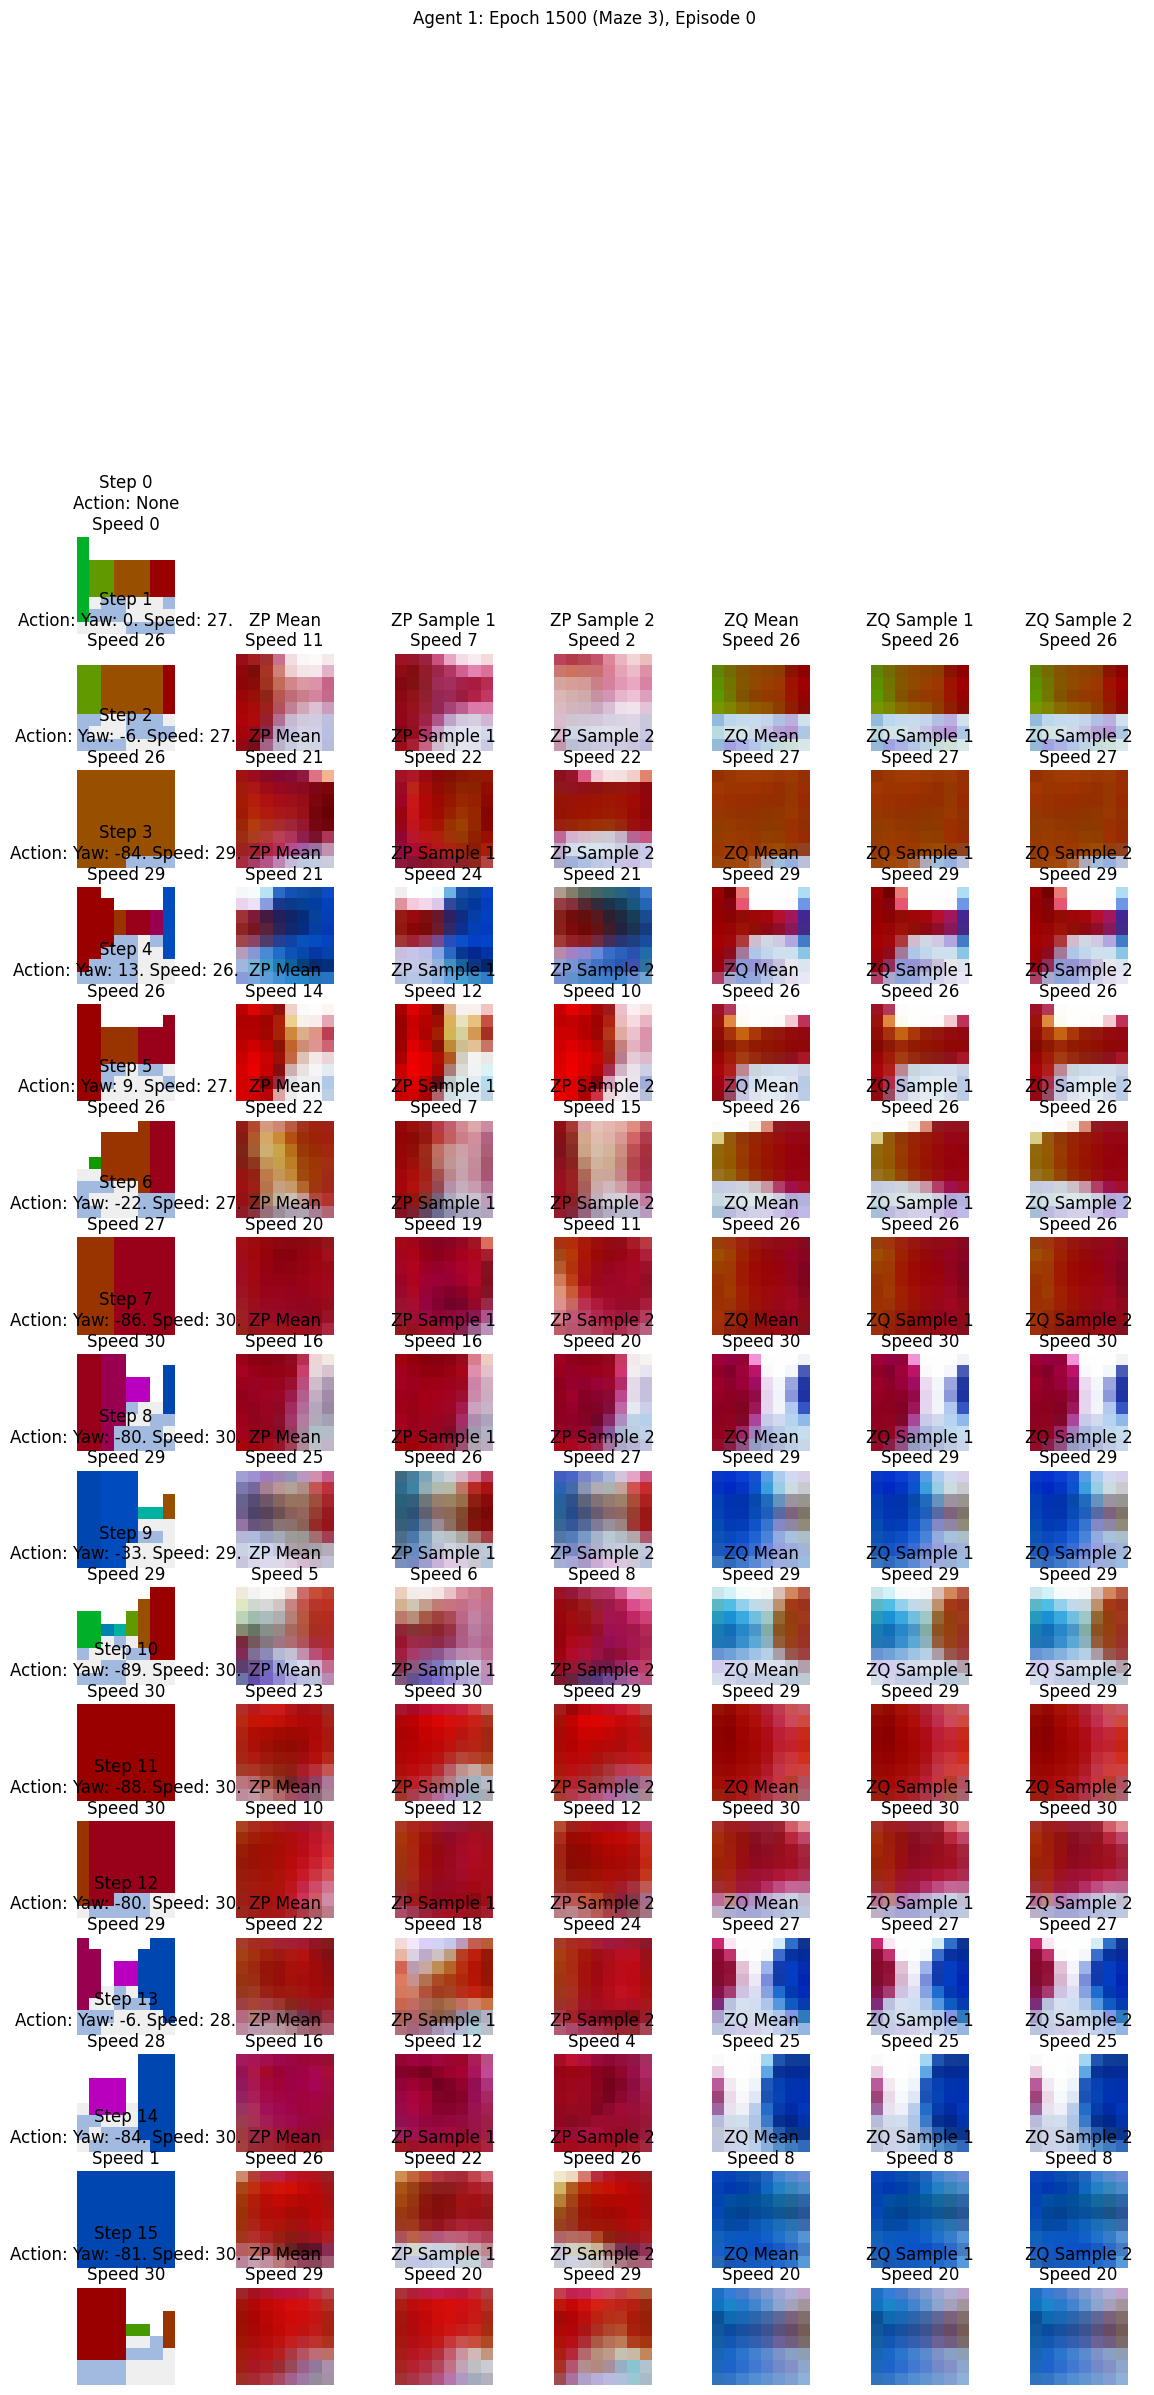 Agent 1: Epoch 1500 (Maze 3), Episode 0
Step 0
Action: None
Speed 0
Step 1
Action: Yaw: 0. Speed: 27.
Speed 26
ZP Mean
Speed 11
ZP Sample 1
Speed 7
ZP Sample 2
Speed 2
ZQ Mean
Speed 26
ZQ Sample 1
Speed 26
ZQ Sample 2
Speed 26
Step 2
Action: Yaw: -6. Speed: 27.
Speed 26
ZP Mean
Speed 21
ZP Sample 1
Speed 22
ZP Sample 2
Speed 22
ZQ Mean
Speed 27
ZQ Sample 1
Speed 27
ZQ Sample 2
Speed 27
Step 3
Action: Yaw: -84. Speed: 29.
Speed 29
ZP Mean
Speed 21
ZP Sample 1
Speed 24
ZP Sample 2
Speed 21
ZQ Mean
Speed 29
ZQ Sample 1
Speed 29
ZQ Sample 2
Speed 29
Step 4
Action: Yaw: 13. Speed: 26.
Speed 26
ZP Mean
Speed 14
ZP Sample 1
Speed 12
ZP Sample 2
Speed 10
ZQ Mean
Speed 26
ZQ Sample 1
Speed 26
ZQ Sample 2
Speed 26
Step 5
Action: Yaw: 9. Speed: 27.
Speed 26
ZP Mean
Speed 22
ZP Sample 1
Speed 7
ZP Sample 2
Speed 15
ZQ Mean
Speed 26
ZQ Sample 1
Speed 26
ZQ Sample 2
Speed 26
Step 6
Action: Yaw: -22. Speed: 27.
Speed 27
ZP Mean
Speed 20
ZP Sample 1
Speed 19
ZP Sample 2
Speed 11
ZQ Mean
Speed 26
ZQ Sample 1
Speed 26
ZQ Sample 2
Speed 26
Step 7
Action: Yaw: -86. Speed: 30.
Speed 30
ZP Mean
Speed 16
ZP Sample 1
Speed 16
ZP Sample 2
Speed 20
ZQ Mean
Speed 30
ZQ Sample 1
Speed 30
ZQ Sample 2
Speed 30
Step 8
Action: Yaw: -80. Speed: 30.
Speed 29
ZP Mean
Speed 25
ZP Sample 1
Speed 26
ZP Sample 2
Speed 27
ZQ Mean
Speed 29
ZQ Sample 1
Speed 29
ZQ Sample 2
Speed 29
Step 9
Action: Yaw: -33. Speed: 29.
Speed 29
ZP Mean
Speed 5
ZP Sample 1
Speed 6
ZP Sample 2
Speed 8
ZQ Mean
Speed 29
ZQ Sample 1
Speed 29
ZQ Sample 2
Speed 29
Step 10
Action: Yaw: -89. Speed: 30.
Speed 30
ZP Mean
Speed 23
ZP Sample 1
Speed 30
ZP Sample 2
Speed 29
ZQ Mean
Speed 29
ZQ Sample 1
Speed 29
ZQ Sample 2
Speed 29
Step 11
Action: Yaw: -88. Speed: 30.
Speed 30
ZP Mean
Speed 10
ZP Sample 1
Speed 12
ZP Sample 2
Speed 12
ZQ Mean
Speed 30
ZQ Sample 1
Speed 30
ZQ Sample 2
Speed 30
Step 12
Action: Yaw: -80. Speed: 30.
Speed 29
ZP Mean
Speed 22
ZP Sample 1
Speed 18
ZP Sample 2
Speed 24
ZQ Mean
Speed 27
ZQ Sample 1
Speed 27
ZQ Sample 2
Speed 27
Step 13
Action: Yaw: -6. Speed: 28.
Speed 28
ZP Mean
Speed 16
ZP Sample 1
Speed 12
ZP Sample 2
Speed 4
ZQ Mean
Speed 25
ZQ Sample 1
Speed 25
ZQ Sample 2
Speed 25
Step 14
Action: Yaw: -84. Speed: 30.
Speed 1
ZP Mean
Speed 26
ZP Sample 1
Speed 22
ZP Sample 2
Speed 26
ZQ Mean
Speed 8
ZQ Sample 1
Speed 8
ZQ Sample 2
Speed 8
Step 15
Action: Yaw: -81. Speed: 30.
Speed 30
ZP Mean
Speed 29
ZP Sample 1
Speed 20
ZP Sample 2
Speed 29
ZQ Mean
Speed 20
ZQ Sample 1
Speed 20
ZQ Sample 2
Speed 20